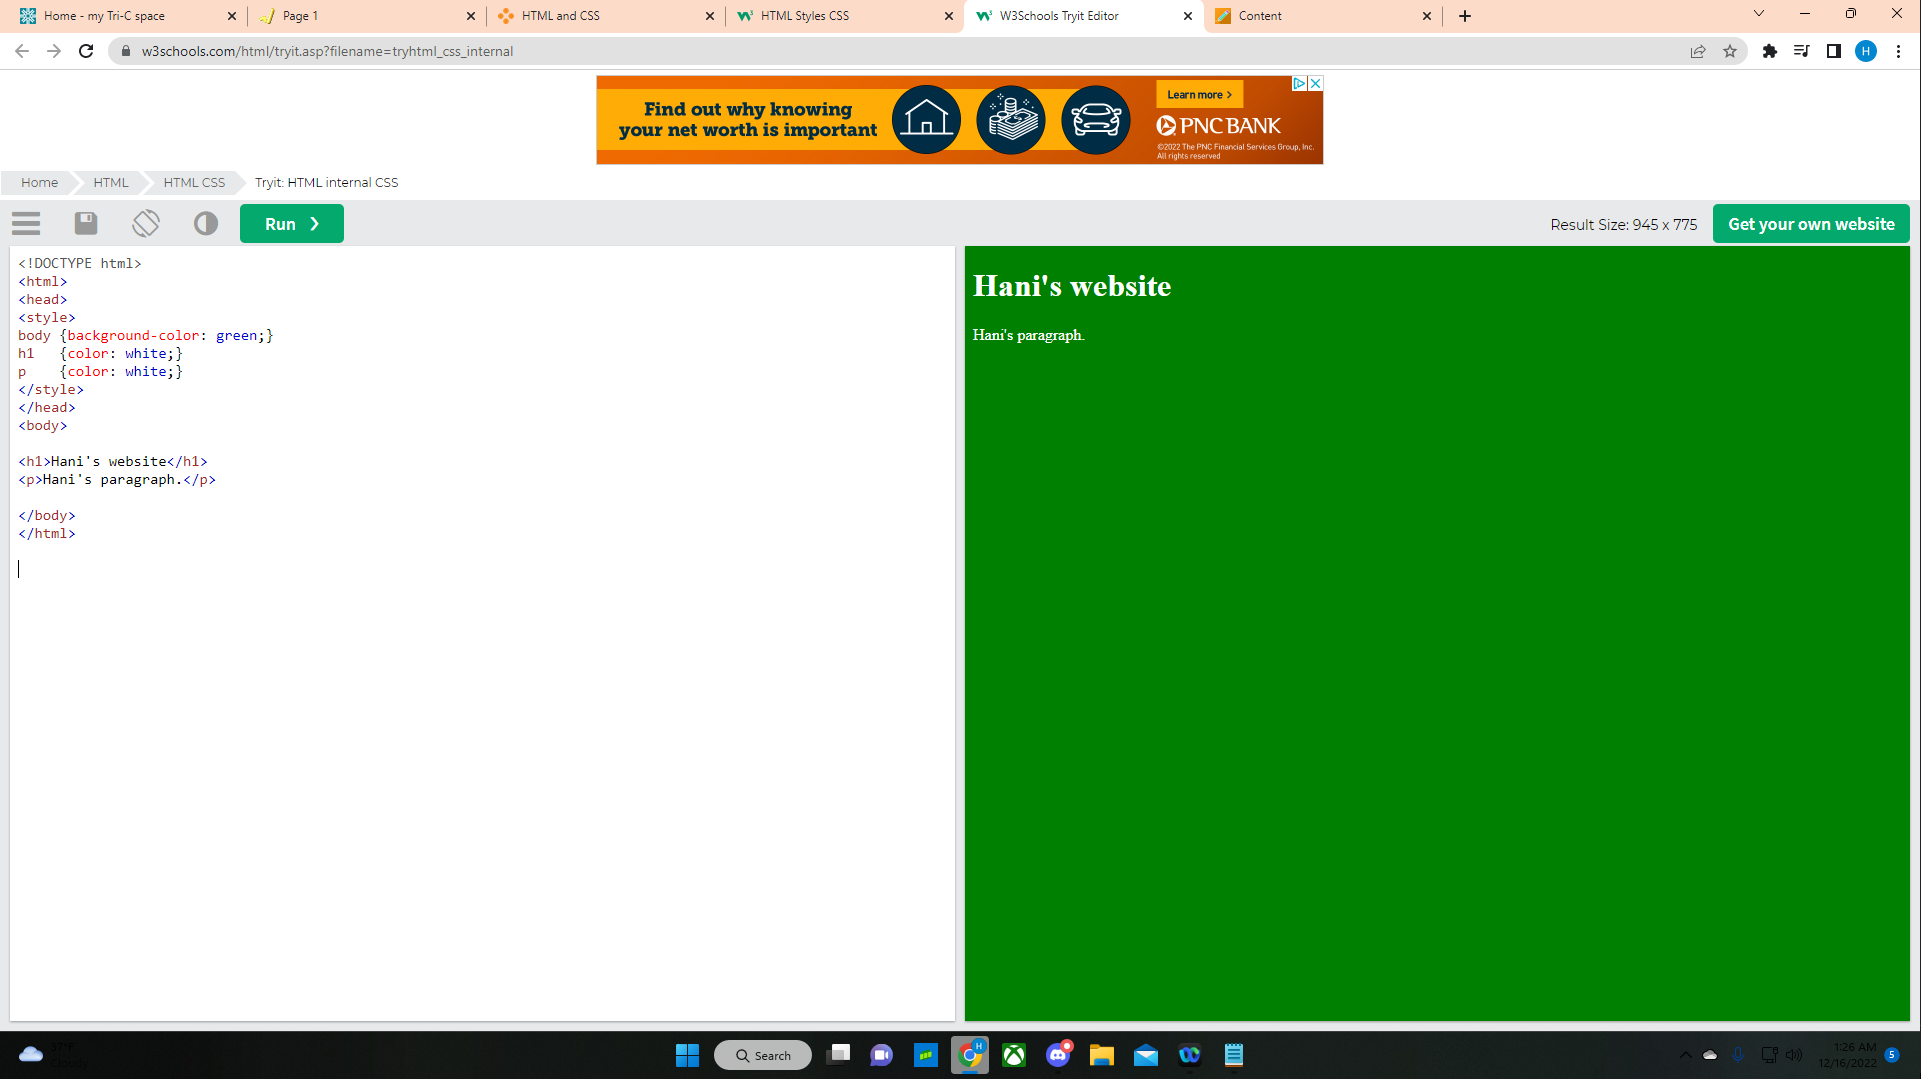 Home - my Tri-C space
Page 1
HTML and CSS
HTML Styles CSS
W3Schools Tryit Editor
Content
w3schools.com/html/tryit.asp?filename=tryhtml_css_internal
H
Find out why knowing
your net worth is important
Learn more >
PNC BANK
©2022 The PNC Financial Services Group, Inc.
All rights reserved
Home
HTML
HTML CSS
Tryit: HTML internal CSS
Run ❯
Result Size: 945 x 775
Get your own website
<!DOCTYPE html>
<html>
<head>
<style>
body {background-color: green;}
h1   {color: white;}
p    {color: white;}
</style>
</head>
<body>
<h1>Hani's website</h1>
<p>Hani's paragraph.</p>
</body>
</html>
Hani's website
Hani's paragraph.
37°F
Cloudy
Search
H
1:26 AM
12/16/2022
5